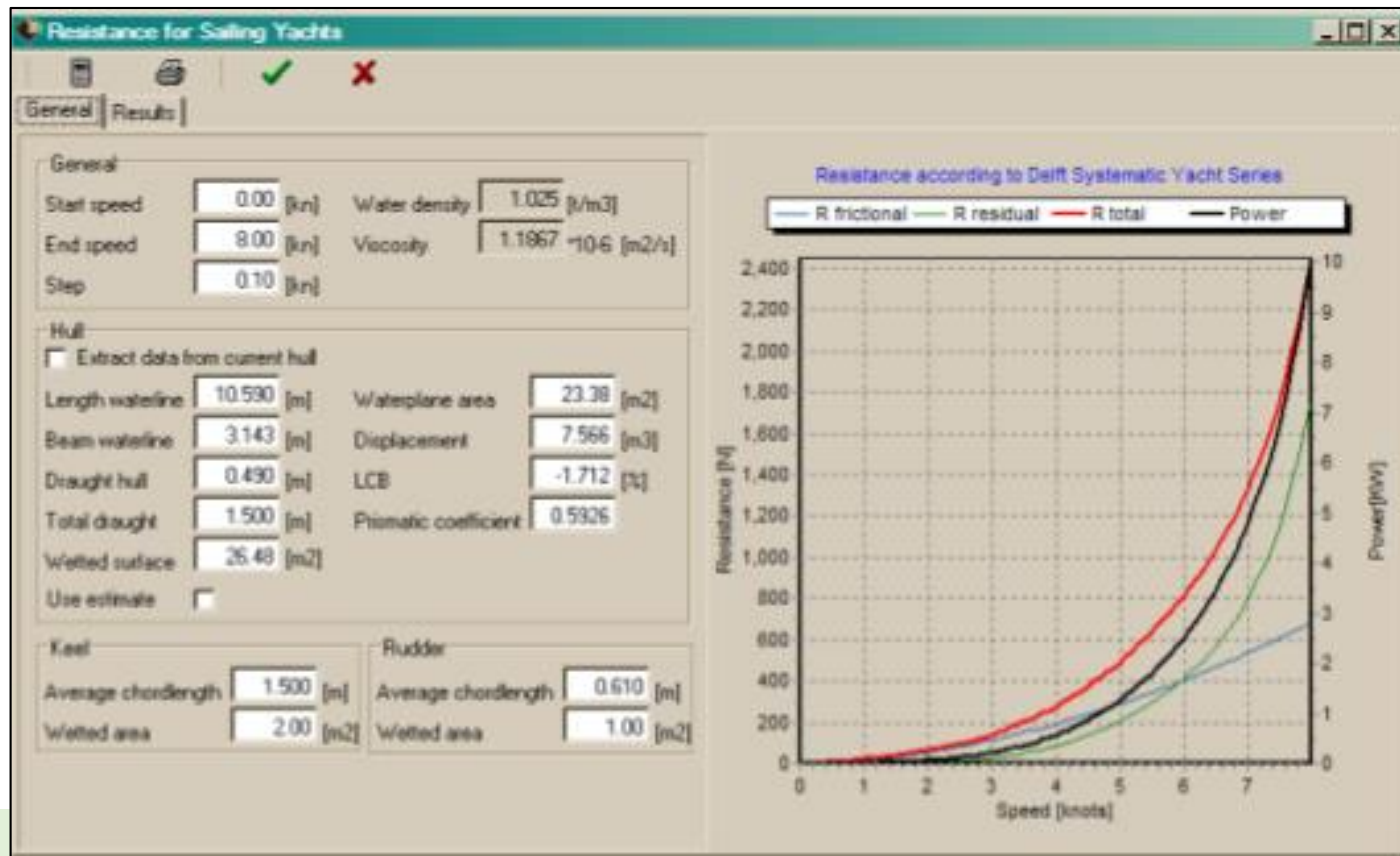 Resistance for Sailing Yachts
General Results
General
Start speed 0.00 [kn] Water density 1.025 [t/m3]
End speed 8.00 [kn] Viscosity 1.1867 *10-6 [m2/s]
Step 0.10 [kn]
Hull
Extract data from current hull
Length waterline 10.590 [m] Waterplane area 23.38 [m2]
Beam waterline 3.143 [m] Displacement 7.566 [m3]
Draught hull 0.490 [m] LCB -1.712 [%]
Total draught 1.500 [m] Prismatic coefficient 0.5926
Wetted surface 26.48 [m2]
Use estimate
Keel
Average chordlength 1.500 [m]
Wetted area 2.00 [m2]
Rudder
Average chordlength 0.610 [m]
Wetted area 1.00 [m2]
Resistance according to Delft Systematic Yacht Series
R frictional R residual R total Power
2,400
2,200
2,000
1,800
1,600
1,400
1,200
1,000
800
600
400
200
0
Resistance [N]
10
9
8
7
6
5
4
3
2
1
0
Power[KW]
0 1 2 3 4 5 6 7
Speed [knots]